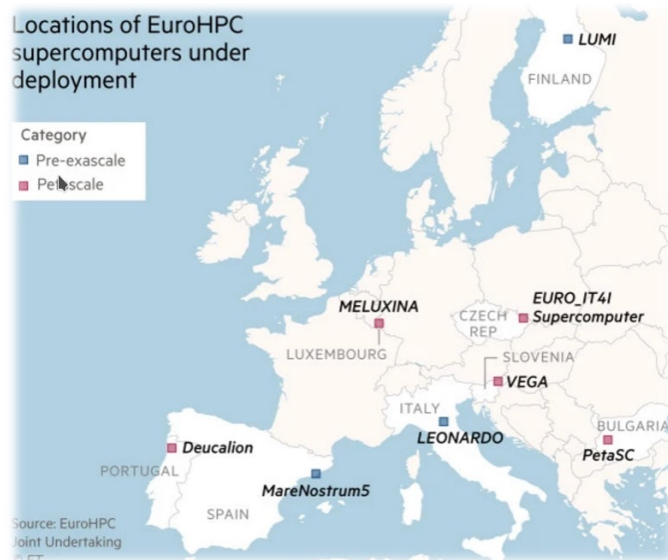 Locations of EuroHPC
supercomputers under
deployment
Category
Pre-exascale
LUMI
FINLAND
MELUXINA
LUXEMBOURG
EURO_IT4I
Supercomputer
CZECH
REP
SLOVENIA
VEGA
ITALY
LEONARDO
BULGARIA
PetaSC
Deucalion
PORTUGAL
MareNostrum5
SPAIN
Source: EuroHPC
Joint Undertaking
© FT